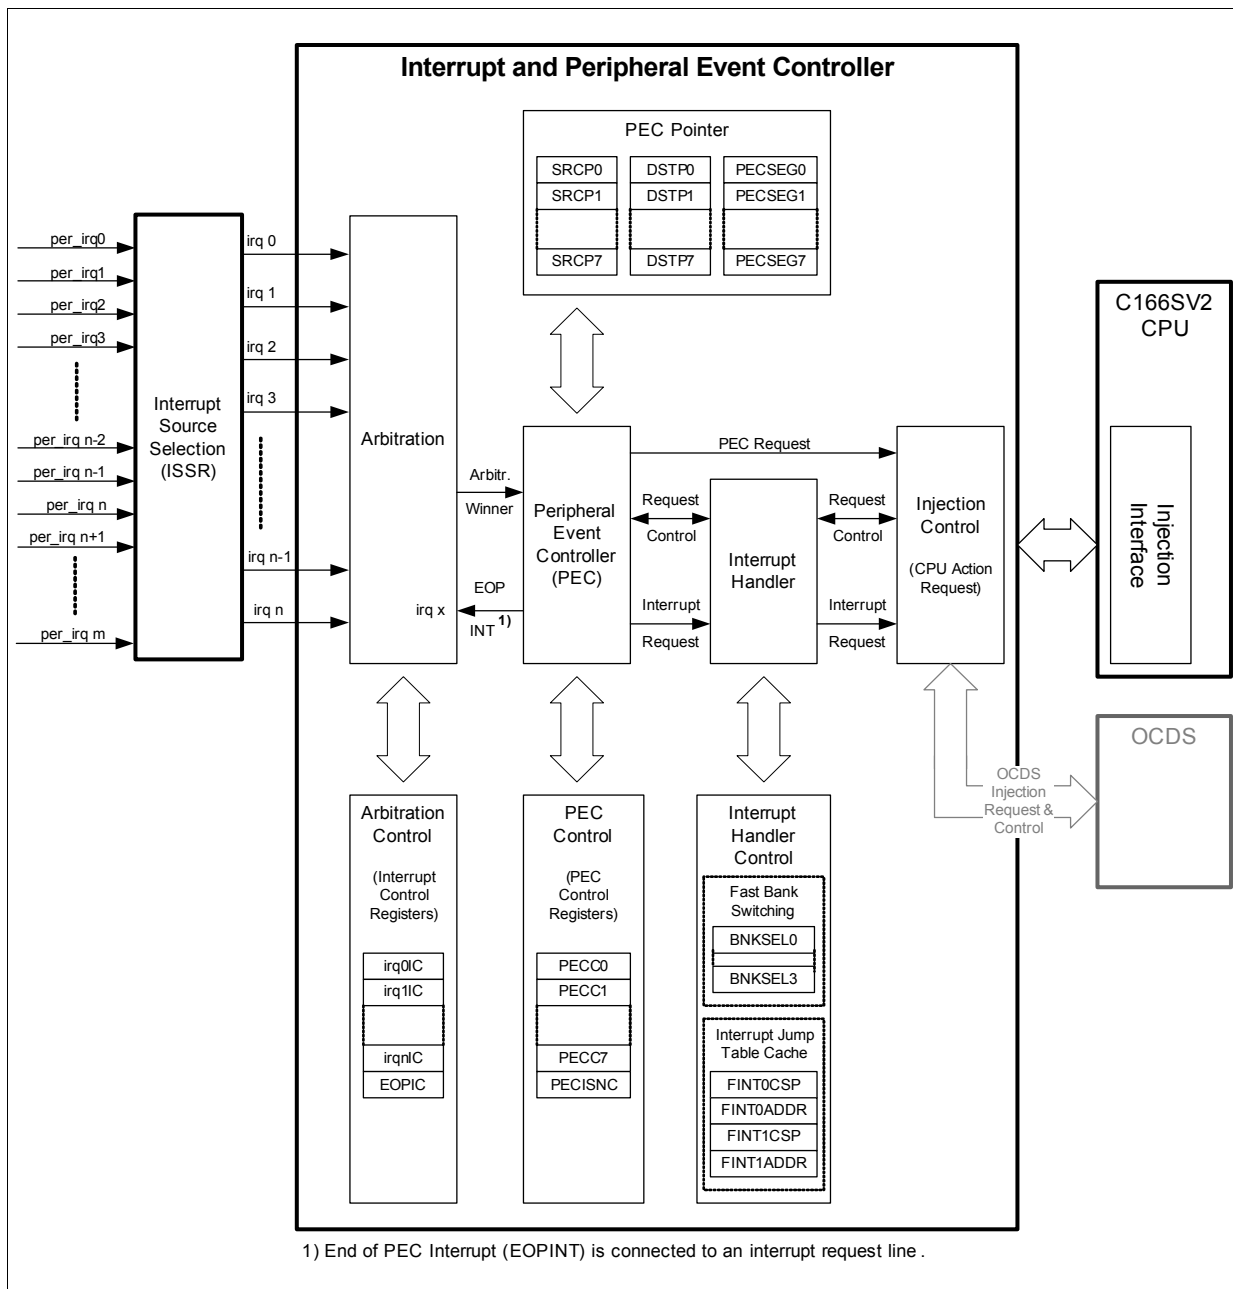 Interrupt and Peripheral Event Controller
PEC Pointer
SRCP0
SRCP1
SRCP7
DSTP0
DSTP1
DSTP7
PECSEG0
PECSEG1
PECSEG7
per_irq0
per_irq1
per_irq2
per_irq3
per_irq n-2
per_irq n-1
per_irq n
per_irq n+1
per_irq m
Interrupt
Source
Selection
(ISSR)
irq 0
irq 1
irq 2
irq 3
irq n-1
irq n
Arbitration
irq x
Arbitr.
Winner
EOP
INT 1)
Peripheral
Event
Controller
(PEC)
PEC Request
Request
Control
Interrupt
Request
Interrupt
Handler
Request
Control
Interrupt
Request
Injection
Control
(CPU Action
Request)
C166SV2
CPU
Injection
Interface
OCDS
OCDS
Injection
Request &
Control
Arbitration
Control
(Interrupt
Control
Registers)
irq0IC
irq1IC
irqnIC
EOPIC
PEC
Control
(PEC
Control
Registers)
PECC0
PECC1
PECC7
PECISNC
Interrupt
Handler
Control
Fast Bank
Switching
BNKSEL0
BNKSEL3
Interrupt Jump
Table Cache
FINT0CSP
FINT0ADDR
FINT1CSP
FINT1ADDR
1) End of PEC Interrupt (EOPINT) is connected to an interrupt request line .